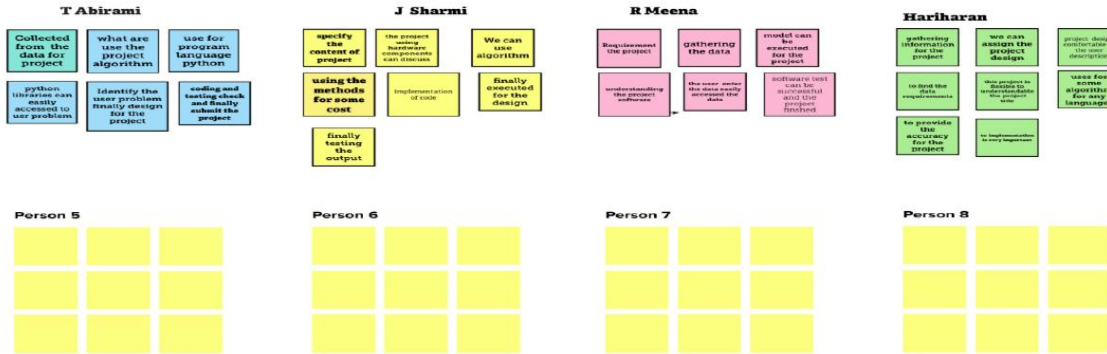 T Abirami
Collected
from the
data for
project
what are
use the
project
algorithm
use for
program
language
python
python
libraries can
easily
accessed to
user problem
Identify the
user problem
finally design
for the
project
coding and
testing check
and finally
submit the
project
J Sharmi
specify
the
content of
project
the project
using
hardware
components
can discuss
We can
use
algorithm
using the
methods
for some
cost
implementation
of code
finally
executed
for the
design
finally
testing
the
output
R Meena
Requirement
the project
gathering
the data
model can
be
executed
for the
project
understanding
the project
softwares
the user enter
the data easily
accessed the
data
software test
can be
successful
and the
project
finshed
Hariharan
gathering
information
for the
project
we can
assign the
project
design
project desig
comfortable
the user
description
to find the
data
requirements
this project is
flexible to
understandable
the project
title
uses for
some
algorithm
for any
language
to provide
the
accuracy
for the
project
to implementation
is very important
Person 5
Person 6
Person 7
Person 8